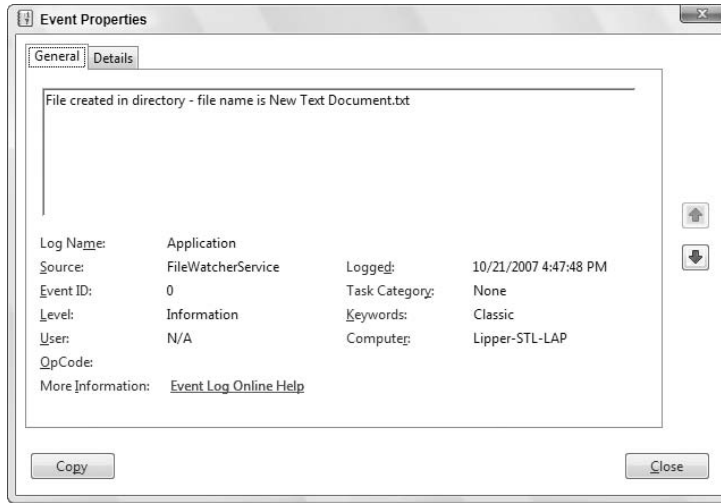 Event Properties
General Details
File created in directory - file name is New Text Document.txt
Log Name: Application
Source: FileWatcherService Logged: 10/21/2007 4:47:48 PM
Event ID: 0 Task Category: None
Level: Information Keywords: Classic
User: N/A Computer: Lipper-STL-LAP
OpCode:
More Information: Event Log Online Help
Copy Close